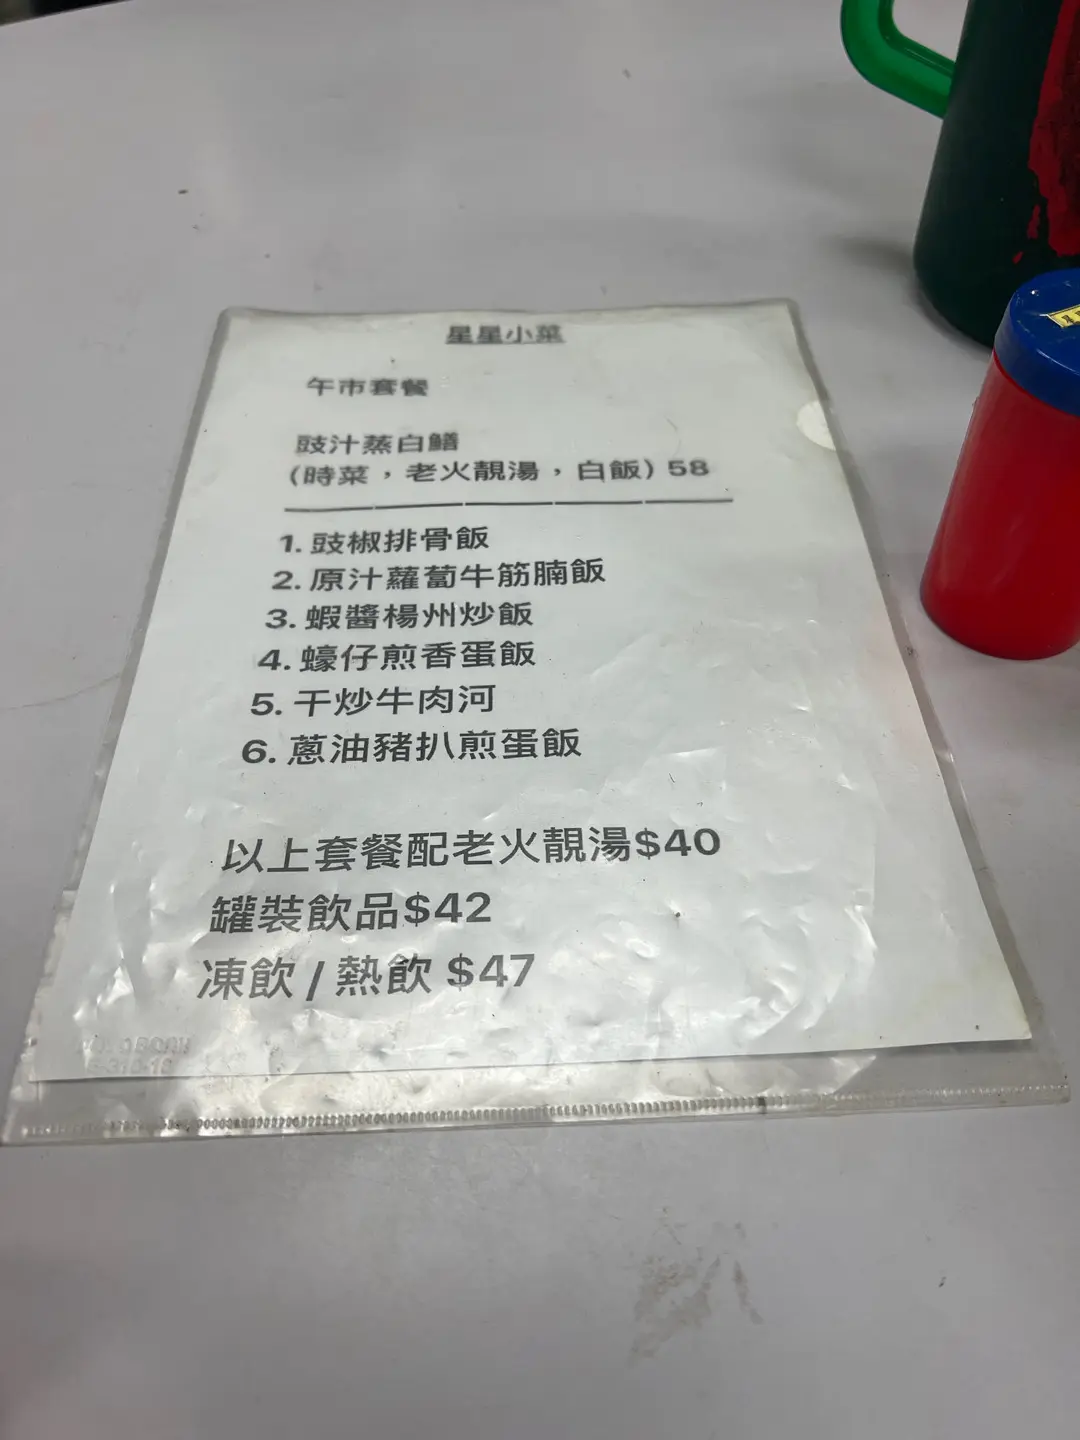 星星小菜
午市套餐
豉汁蒸白鱔
(時菜,老火靚湯,白飯) 58
1. 豉椒排骨飯
2. 原汁蘿蔔牛筋腩飯
3. 蝦醬楊州炒飯
4. 蠔仔煎香蛋飯
5. 干炒牛肉河
6. 蔥油豬扒煎蛋飯
以上套餐配老火靚湯$40
罐裝飲品$42
凍飲 / 熱飲 $47